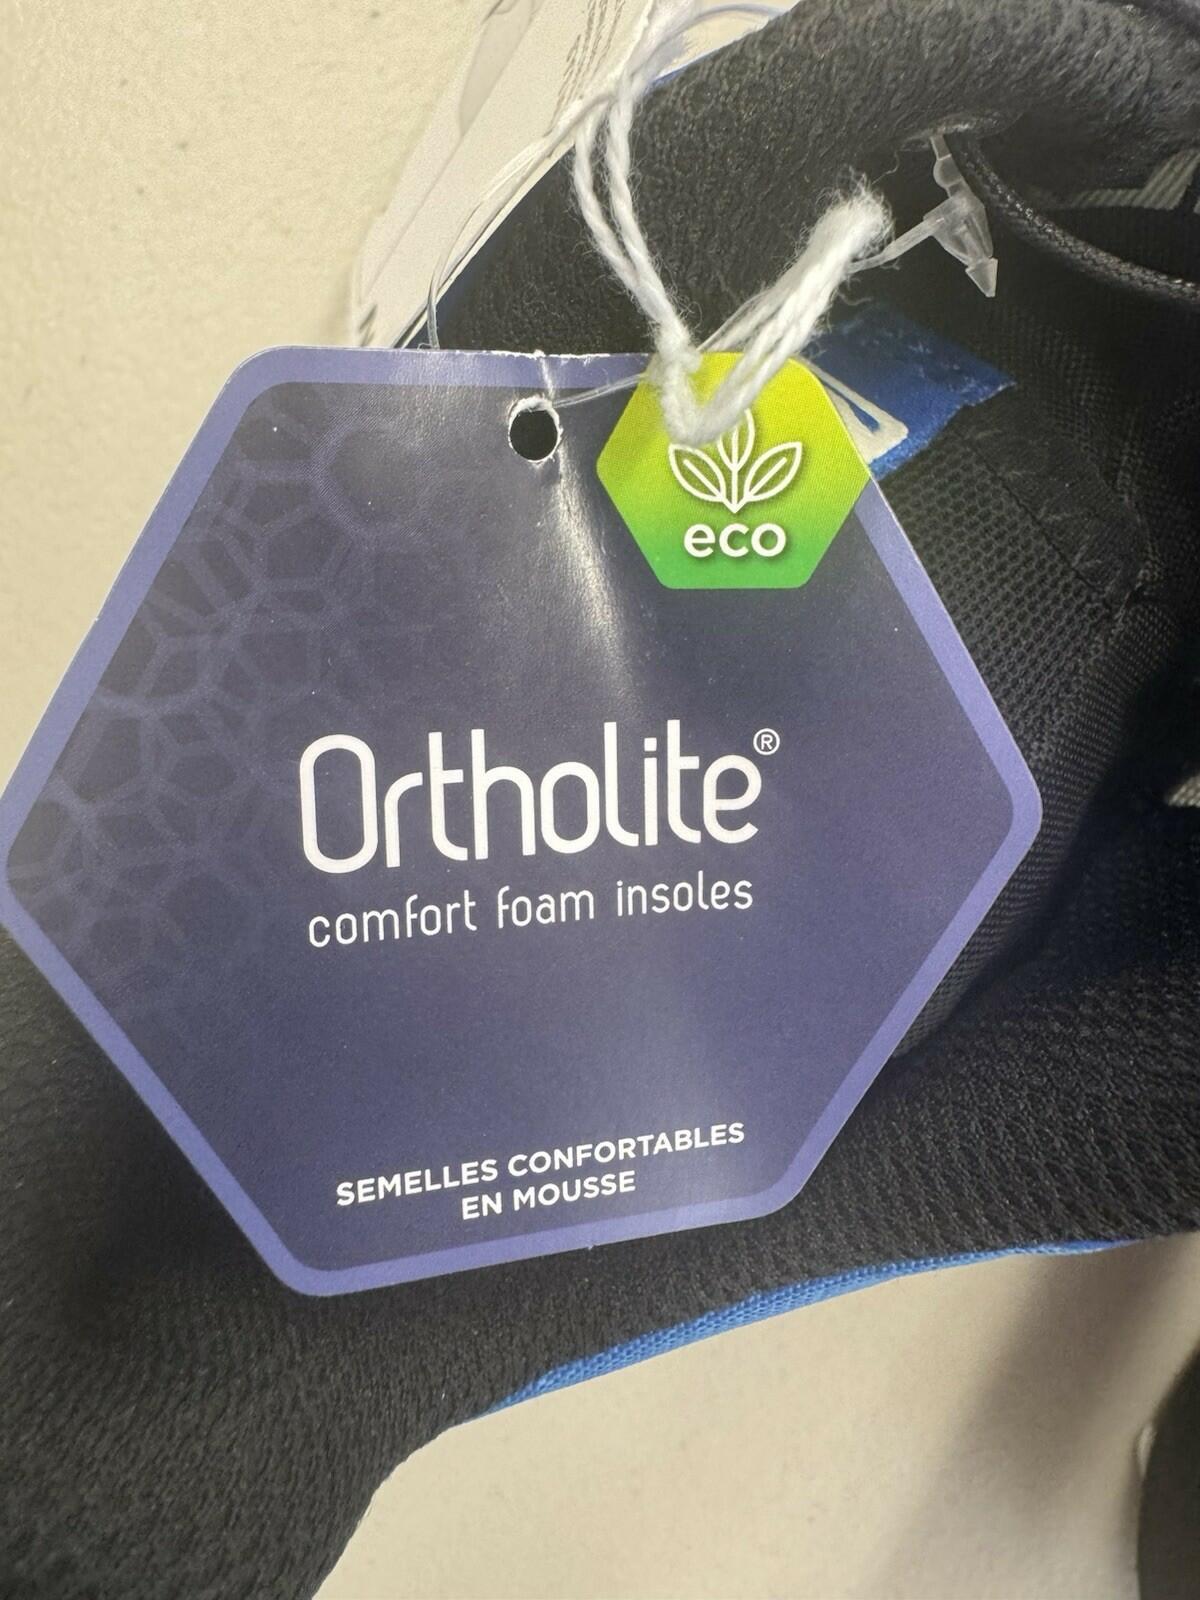 eco
Ortholite®
comfort foam insoles
SEMELLES CONFORTABLES
EN MOUSSE